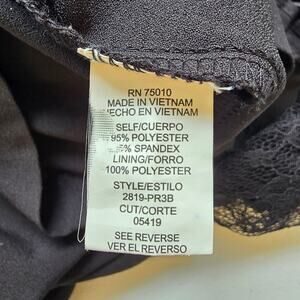 RN 75010
MADE IN VIETNAM
HECHO EN VIETNAM
SELF/CUERPO
95% POLYESTER
5% SPANDEX
LINING/FORRO
100% POLYESTER
STYLE/ESTILO
2819-PR3B
CUT/CORTE
05419
SEE REVERSE
VER EL REVERSO